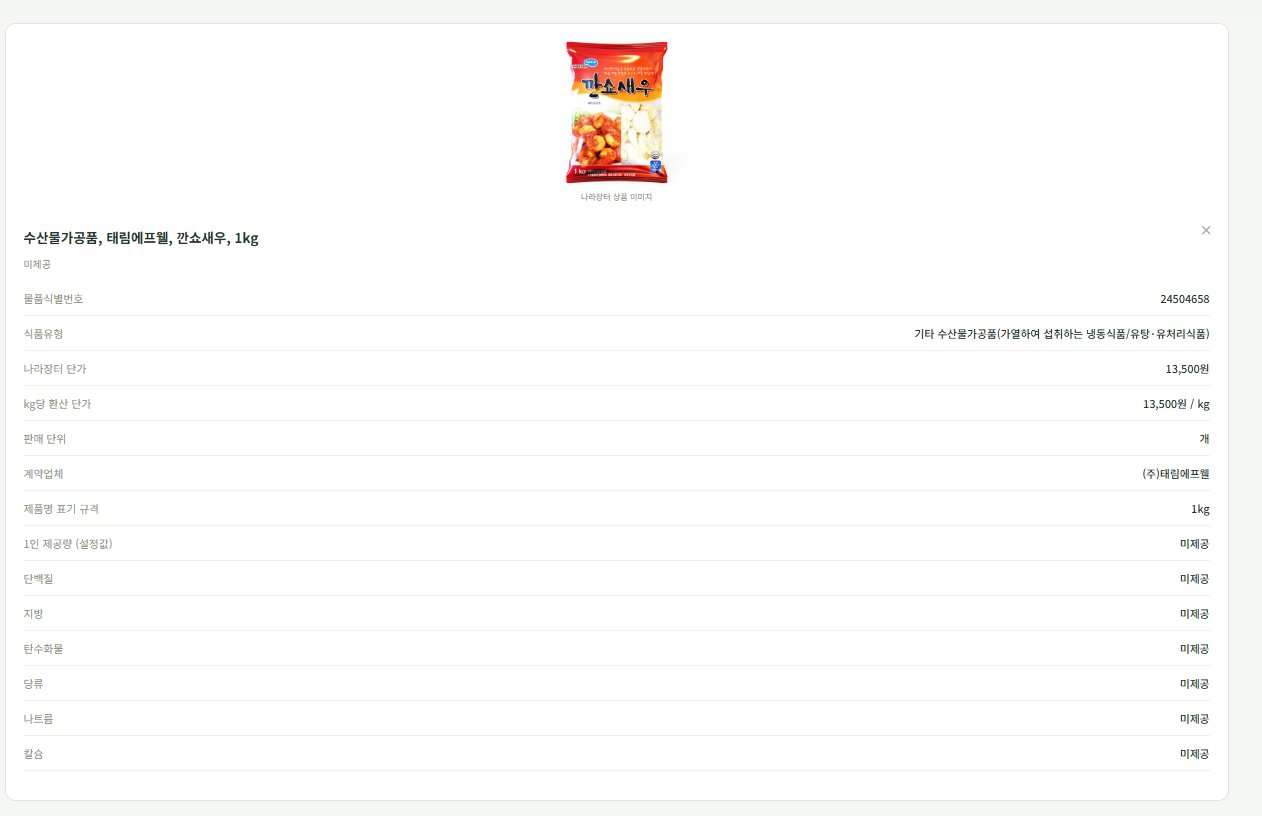 깐쇼새우
1 kg
나라장터 상품 이미지
수산물가공품, 태림에프웰, 깐쇼새우, 1kg
×
미제공
물품식별번호 24504658
식품유형 기타 수산물가공품(가열하여 섭취하는 냉동식품/유탕·유처리식품)
나라장터 단가 13,500원
kg당 환산 단가 13,500원 / kg
판매 단위 개
계약업체 (주)태림에프웰
제품명 표기 규격 1kg
1인 제공량 (설정값) 미제공
단백질 미제공
지방 미제공
탄수화물 미제공
당류 미제공
나트륨 미제공
칼슘 미제공